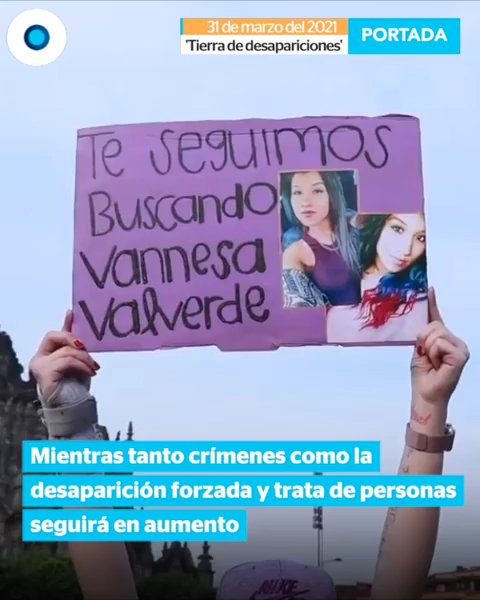 31 de marzo del 2021
'Tierra de desapariciones'
PORTADA
Te seguimos
Buscando
Vannesa
Valverde
Mientras tanto crímenes como la
desaparición forzada y trata de personas
seguirá en aumento
NIKE